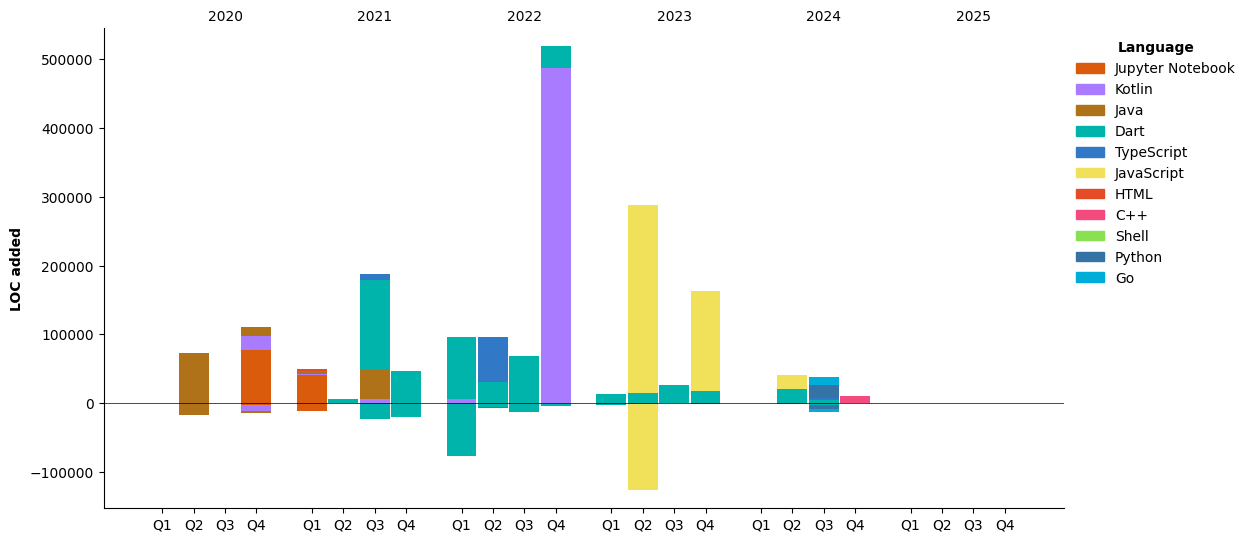 2020 2021 2022 2023 2024 2025
LOC added
500000
400000
300000
200000
100000
0
−100000
Q1 Q2 Q3 Q4 Q1 Q2 Q3 Q4 Q1 Q2 Q3 Q4 Q1 Q2 Q3 Q4 Q1 Q2 Q3 Q4 Q1 Q2 Q3 Q4
Language
Jupyter Notebook
Kotlin
Java
Dart
TypeScript
JavaScript
HTML
C++
Shell
Python
Go